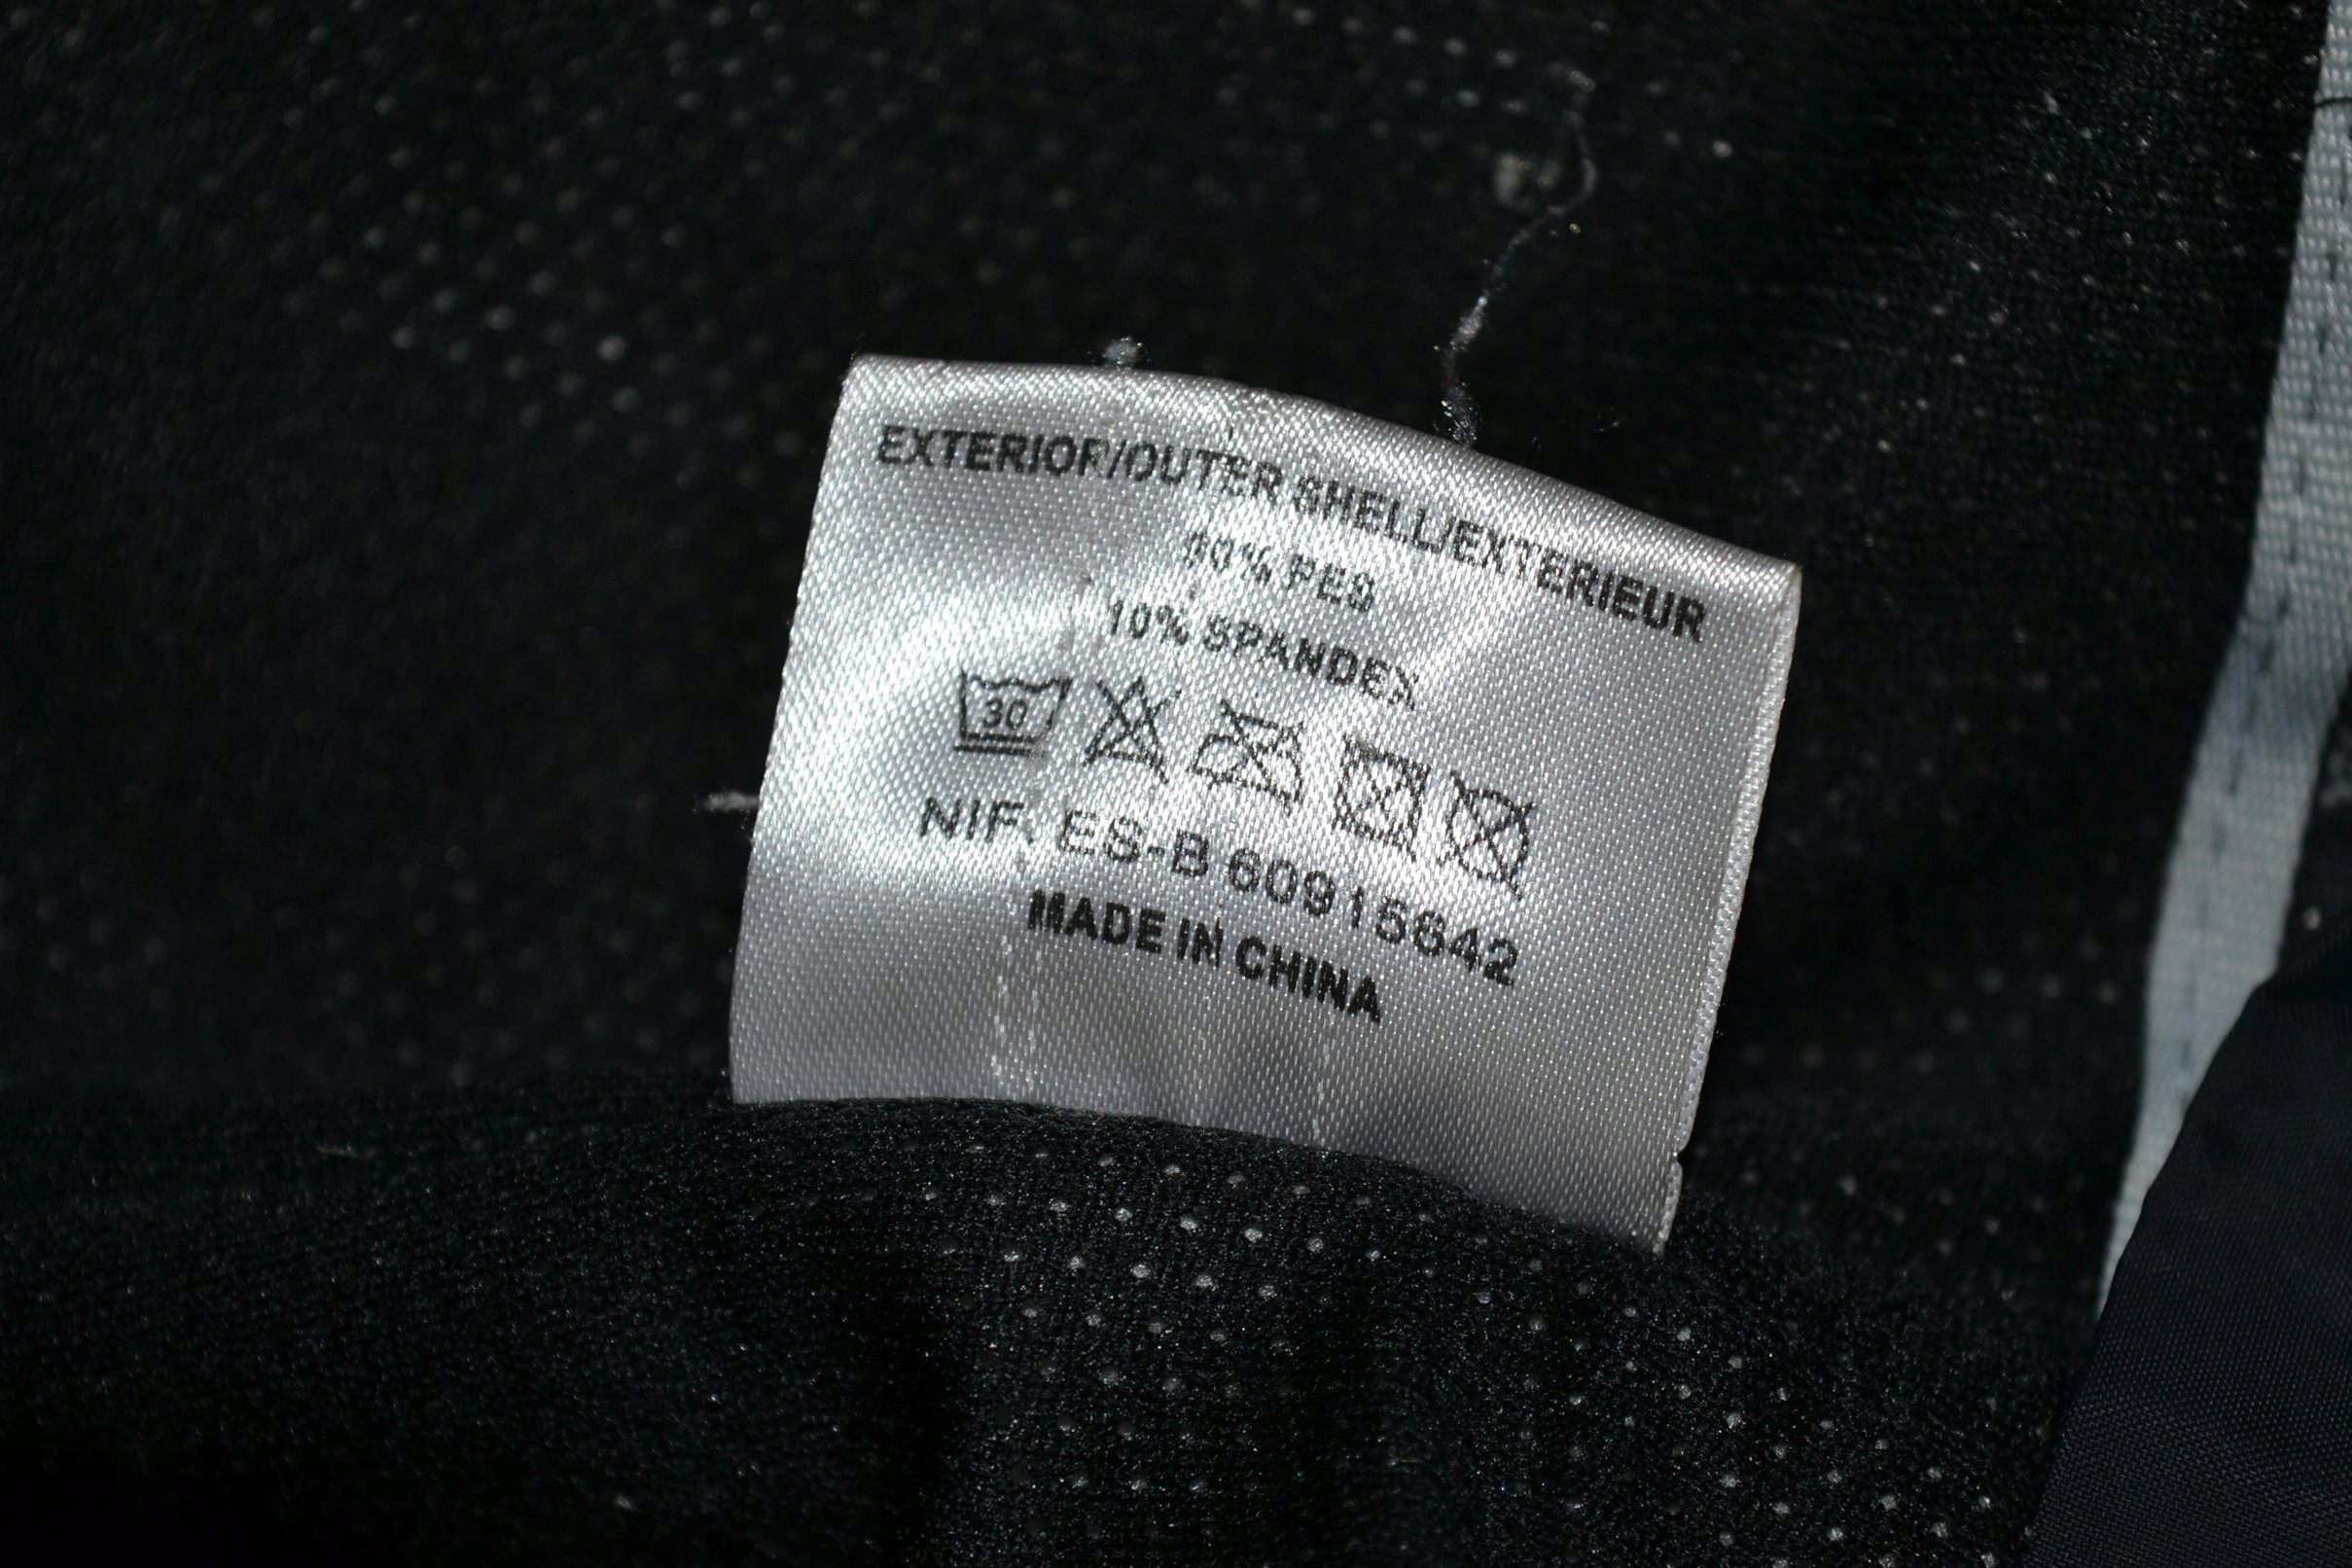 EXTERIOR/OUTER SHELL/EXTERIEUR
90% PES
10% SPANDEX
30
NIF. ES-B 60915642
MADE IN CHINA